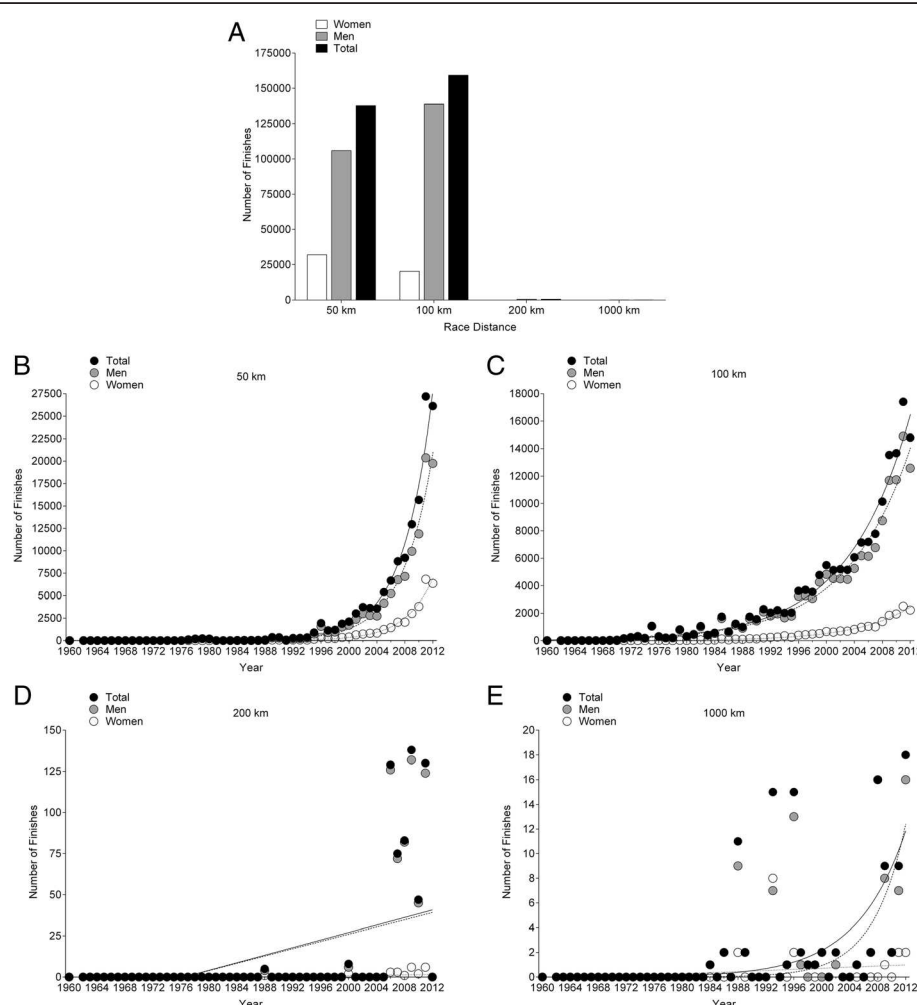 A
Women
Men
Total
175000
150000
125000
100000
75000
50000
25000
0
Number of Finishes
50 km 100 km 200 km 1000 km
Race Distance
B
Total
Men
Women
50 km
27500
25000
22500
20000
17500
15000
12500
10000
7500
5000
2500
0
Number of Finishes
1960 1964 1968 1972 1976 1980 1984 1988 1992 1996 2000 2004 2008 2012
Year
C
Total
Men
Women
100 km
18000
16000
14000
12000
10000
8000
6000
4000
2000
0
Number of Finishes
1960 1964 1968 1972 1976 1980 1984 1988 1992 1996 2000 2004 2008 2012
Year
D
Total
Men
Women
200 km
150
125
100
75
50
25
0
Number of Finishes
1960 1964 1968 1972 1976 1980 1984 1988 1992 1996 2000 2004 2008 2012
Year
E
Total
Men
Women
1000 km
20
18
16
14
12
10
8
6
4
2
0
Number of Finishes
1960 1964 1968 1972 1976 1980 1984 1988 1992 1996 2000 2004 2008 2012
Year